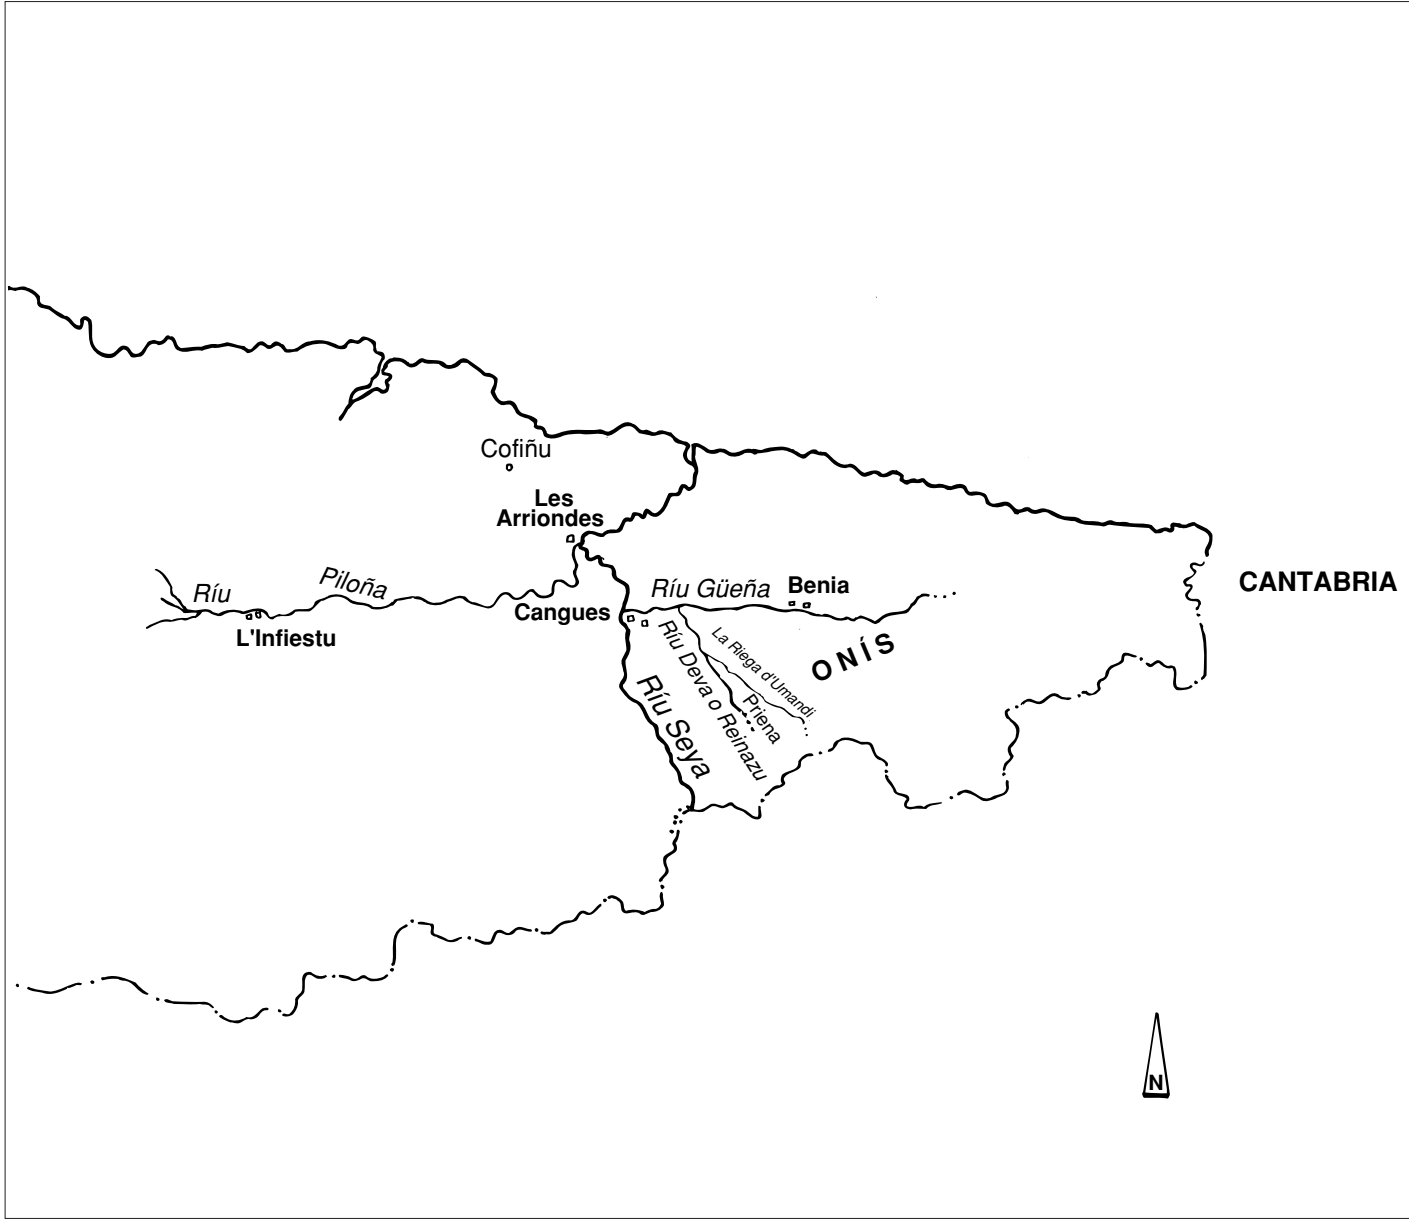 Cofiñu
Les
Arriondes
Ríu Piloña
L'Infiestu
Cangues
Ríu Güeña
Benia
CANTABRIA
ONÍS
La Riega d'Umandi
Priena
Ríu Deva o Reinazu
Ríu Seya
N